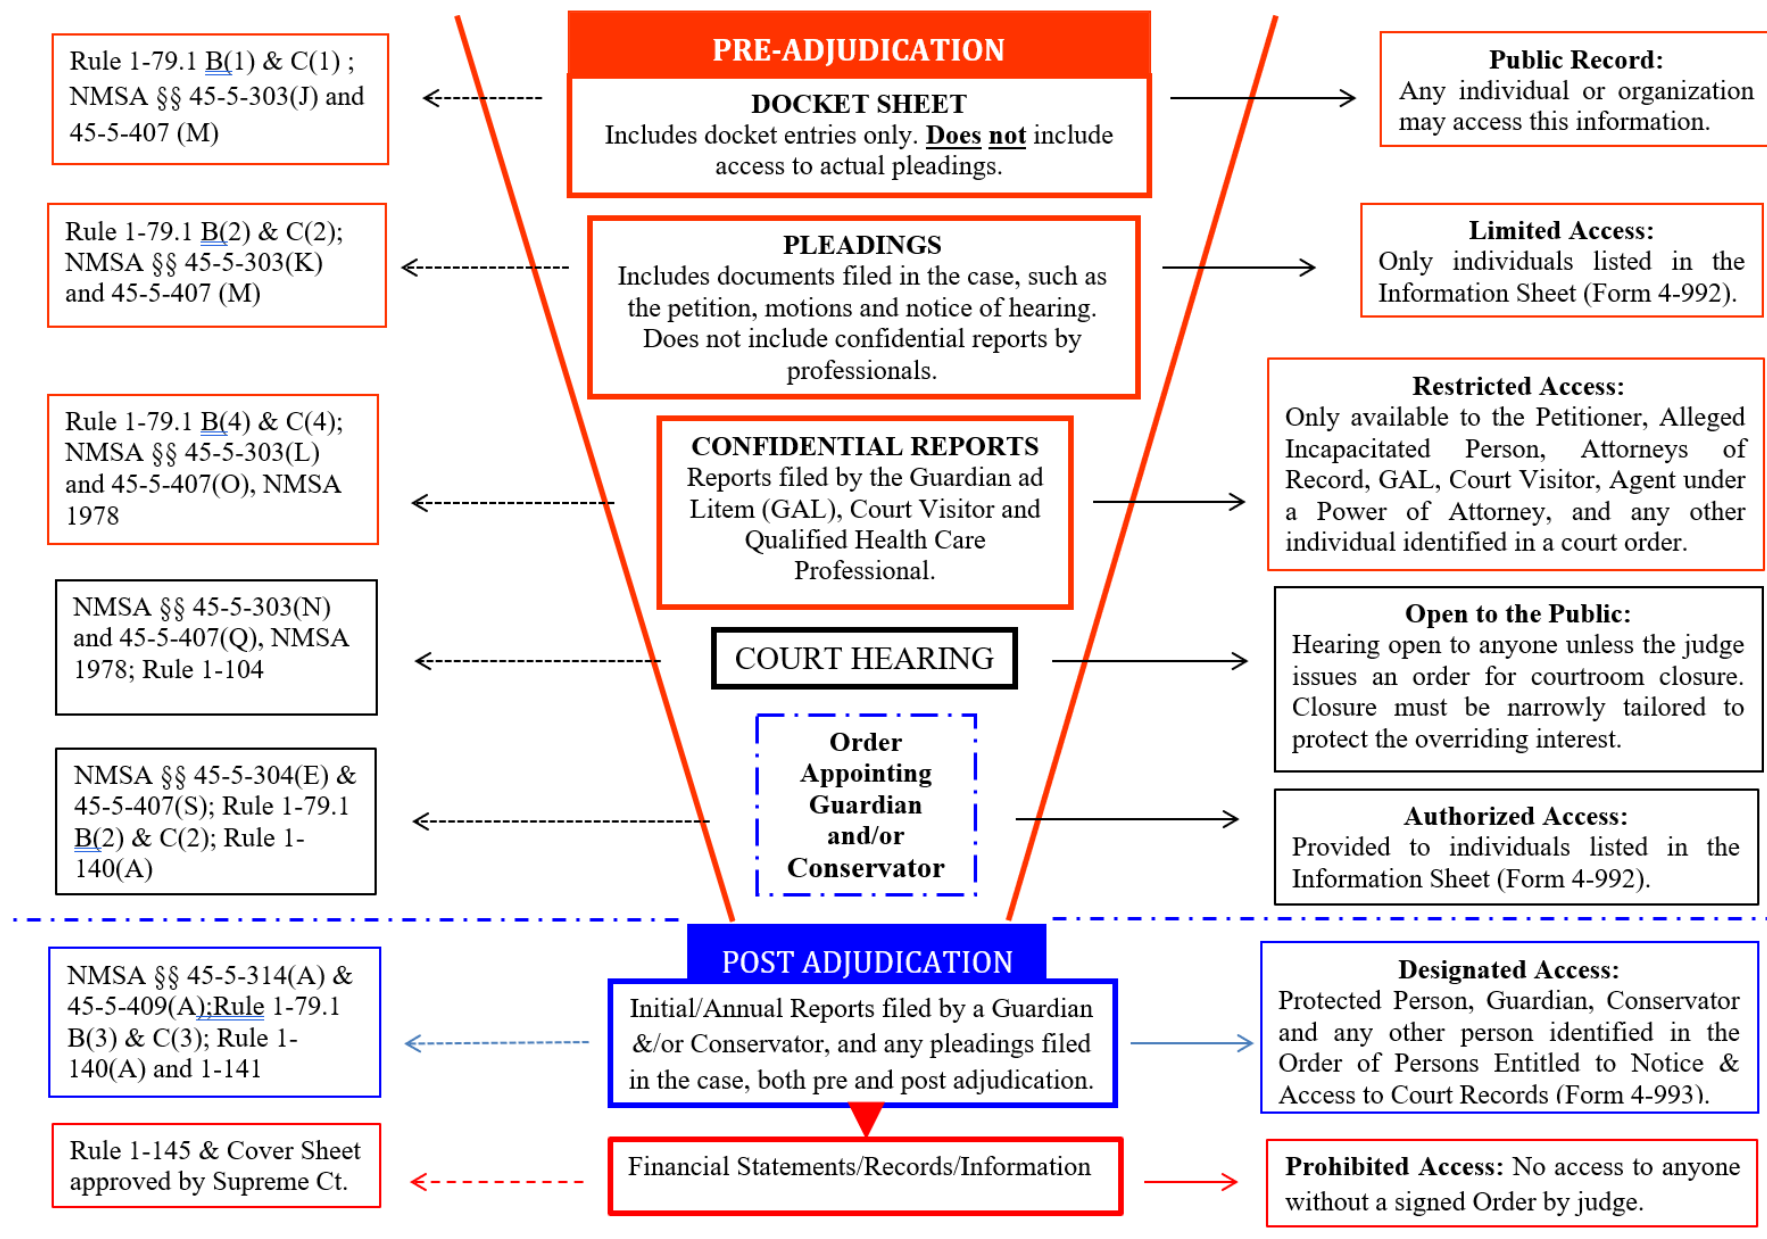 PRE-ADJUDICATION
Rule 1-79.1 B(1) & C(1) ;
NMSA §§ 45-5-303(J) and
45-5-407 (M)
DOCKET SHEET
Includes docket entries only. Does not include
access to actual pleadings.
Public Record:
Any individual or organization
may access this information.
Rule 1-79.1 B(2) & C(2);
NMSA §§ 45-5-303(K)
and 45-5-407 (M)
PLEADINGS
Includes documents filed in the case, such as
the petition, motions and notice of hearing.
Does not include confidential reports by
professionals.
Limited Access:
Only individuals listed in the
Information Sheet (Form 4-992).
Rule 1-79.1 B(4) & C(4);
NMSA §§ 45-5-303(L)
and 45-5-407(O), NMSA
1978
CONFIDENTIAL REPORTS
Reports filed by the Guardian ad
Litem (GAL), Court Visitor and
Qualified Health Care
Professional.
Restricted Access:
Only available to the Petitioner, Alleged
Incapacitated Person, Attorneys of
Record, GAL, Court Visitor, Agent under
a Power of Attorney, and any other
individual identified in a court order.
NMSA §§ 45-5-303(N)
and 45-5-407(Q), NMSA
1978; Rule 1-104
COURT HEARING
Open to the Public:
Hearing open to anyone unless the judge
issues an order for courtroom closure.
Closure must be narrowly tailored to
protect the overriding interest.
NMSA §§ 45-5-304(E) &
45-5-407(S); Rule 1-79.1
B(2) & C(2); Rule 1-
140(A)
Order
Appointing
Guardian
and/or
Conservator
Authorized Access:
Provided to individuals listed in the
Information Sheet (Form 4-992).
POST ADJUDICATION
NMSA §§ 45-5-314(A) &
45-5-409(A);Rule 1-79.1
B(3) & C(3); Rule 1-
140(A) and 1-141
Initial/Annual Reports filed by a Guardian
&/or Conservator, and any pleadings filed
in the case, both pre and post adjudication.
Designated Access:
Protected Person, Guardian, Conservator
and any other person identified in the
Order of Persons Entitled to Notice &
Access to Court Records (Form 4-993).
Rule 1-145 & Cover Sheet
approved by Supreme Ct.
Financial Statements/Records/Information
Prohibited Access: No access to anyone
without a signed Order by judge.